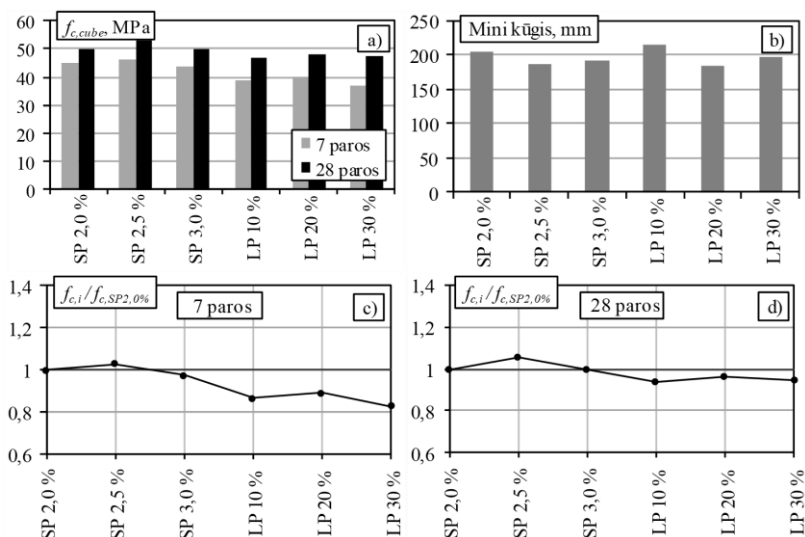 f_c,cube, MPa
a)
60
50
40
30
20
10
0
7 paros
28 paros
SP 2,0 %
SP 2,5 %
SP 3,0 %
LP 10 %
LP 20 %
LP 30 %
Mini kūgis, mm
b)
250
200
150
100
50
0
SP 2,0 %
SP 2,5 %
SP 3,0 %
LP 10 %
LP 20 %
LP 30 %
f_c,i / f_c,SP2,0%
7 paros
c)
1,4
1,2
1
0,8
0,6
SP 2,0 %
SP 2,5 %
SP 3,0 %
LP 10 %
LP 20 %
LP 30 %
f_c,i / f_c,SP2,0%
28 paros
d)
1,4
1,2
1
0,8
0,6
SP 2,0 %
SP 2,5 %
SP 3,0 %
LP 10 %
LP 20 %
LP 30 %